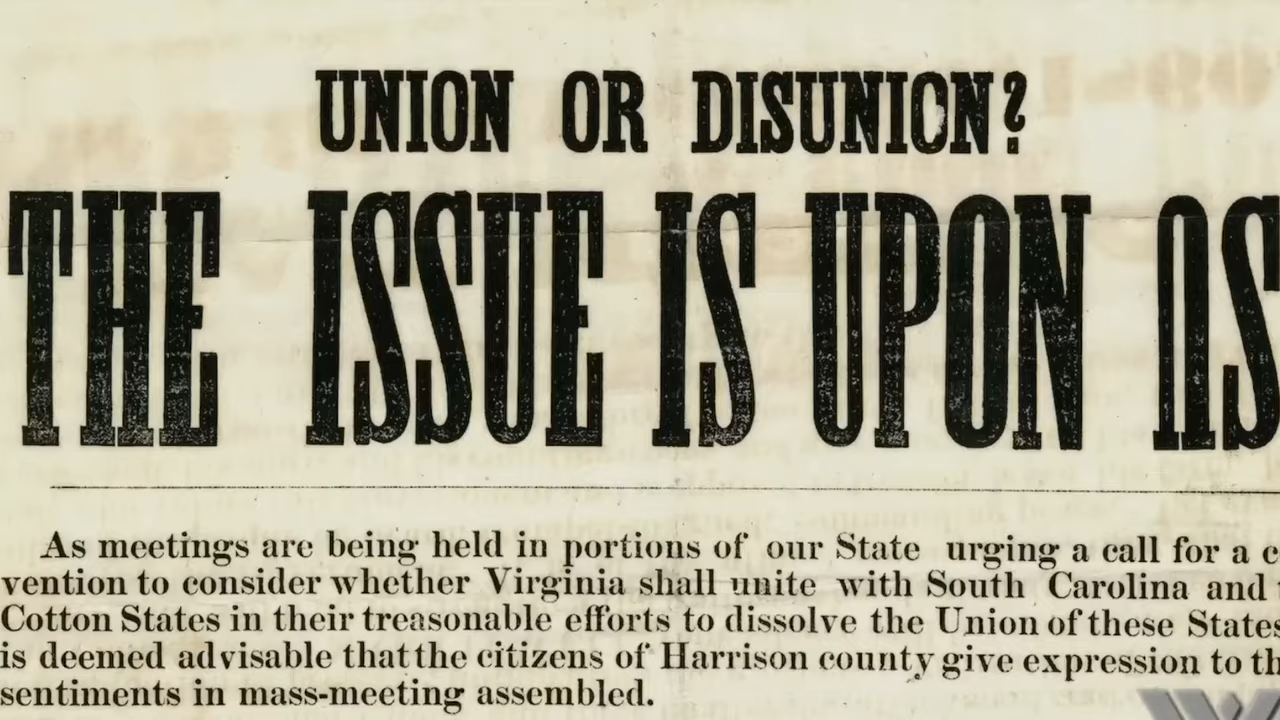 UNION OR DISUNION?
THE ISSUE IS UPON US
As meetings are being held in portions of our State urging a call for a c
vention to consider whether Virginia shall unite with South Carolina and
Cotton States in their treasonable efforts to dissolve the Union of these States
is deemed advisable that the citizens of Harrison county give expression to th
sentiments in mass-meeting assembled.
W